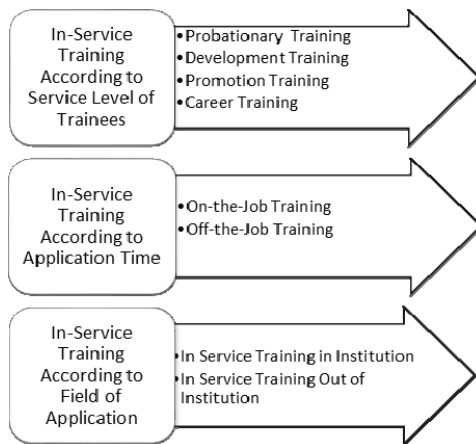 In-Service
Training
According to
Service Level of
Trainees
• Probationary Training
• Development Training
• Promotion Training
• Career Training
In-Service
Training
According to
Application Time
• On-the-Job Training
• Off-the-Job Training
In-Service
Training
According to
Field of
Application
• In Service Training in Institution
• In Service Training Out of
Institution